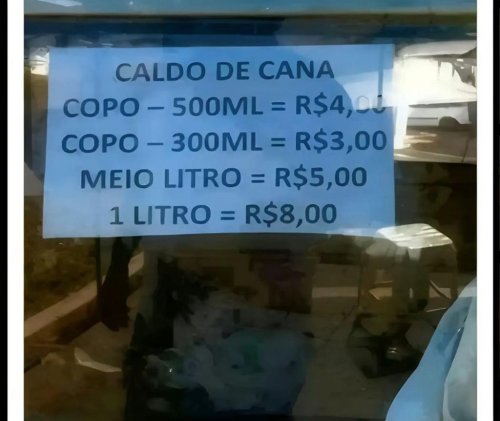 CALDO DE CANA
COPO – 500ML = R$4,00
COPO – 300ML = R$3,00
MEIO LITRO = R$5,00
1 LITRO = R$8,00